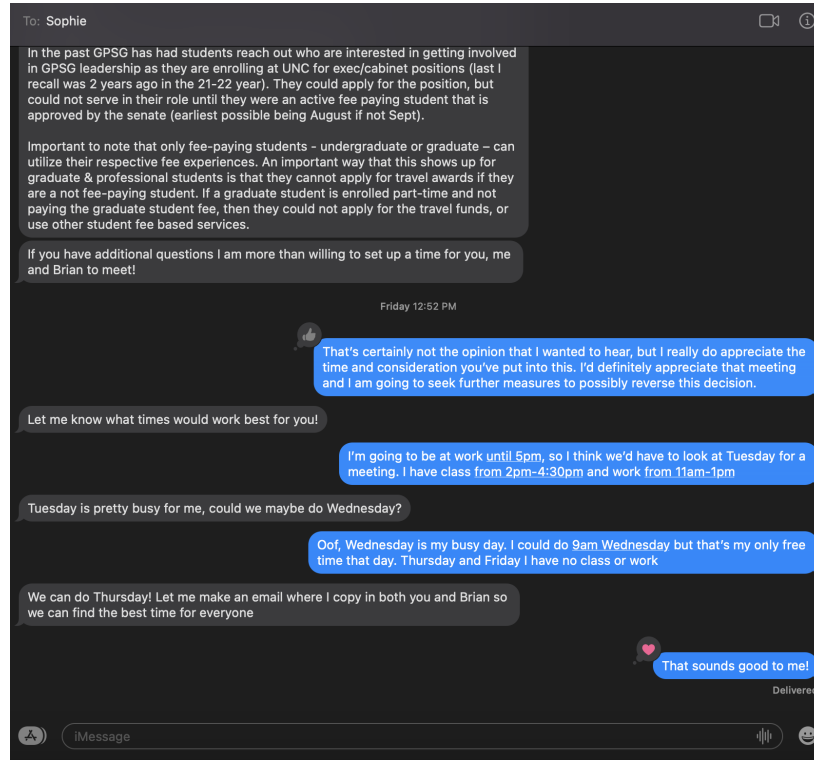 To: Sophie
In the past GPSG has had students reach out who are interested in getting involved
in GPSG leadership as they are enrolling at UNC for exec/cabinet positions (last I
recall was 2 years ago in the 21-22 year). They could apply for the position, but
could not serve in their role until they were an active fee paying student that is
approved by the senate (earliest possible being August if not Sept).
Important to note that only fee-paying students - undergraduate or graduate – can
utilize their respective fee experiences. An important way that this shows up for
graduate & professional students is that they cannot apply for travel awards if they
are a not fee-paying student. If a graduate student is enrolled part-time and not
paying the graduate student fee, then they could not apply for the travel funds, or
use other student fee based services.
If you have additional questions I am more than willing to set up a time for you, me
and Brian to meet!
Friday 12:52 PM
That's certainly not the opinion that I wanted to hear, but I really do appreciate the
time and consideration you've put into this. I'd definitely appreciate that meeting
and I am going to seek further measures to possibly reverse this decision.
Let me know what times would work best for you!
I'm going to be at work until 5pm, so I think we'd have to look at Tuesday for a
meeting. I have class from 2pm-4:30pm and work from 11am-1pm
Tuesday is pretty busy for me, could we maybe do Wednesday?
Oof, Wednesday is my busy day. I could do 9am Wednesday but that's my only free
time that day. Thursday and Friday I have no class or work
We can do Thursday! Let me make an email where I copy in both you and Brian so
we can find the best time for everyone
That sounds good to me!
Delivered
iMessage